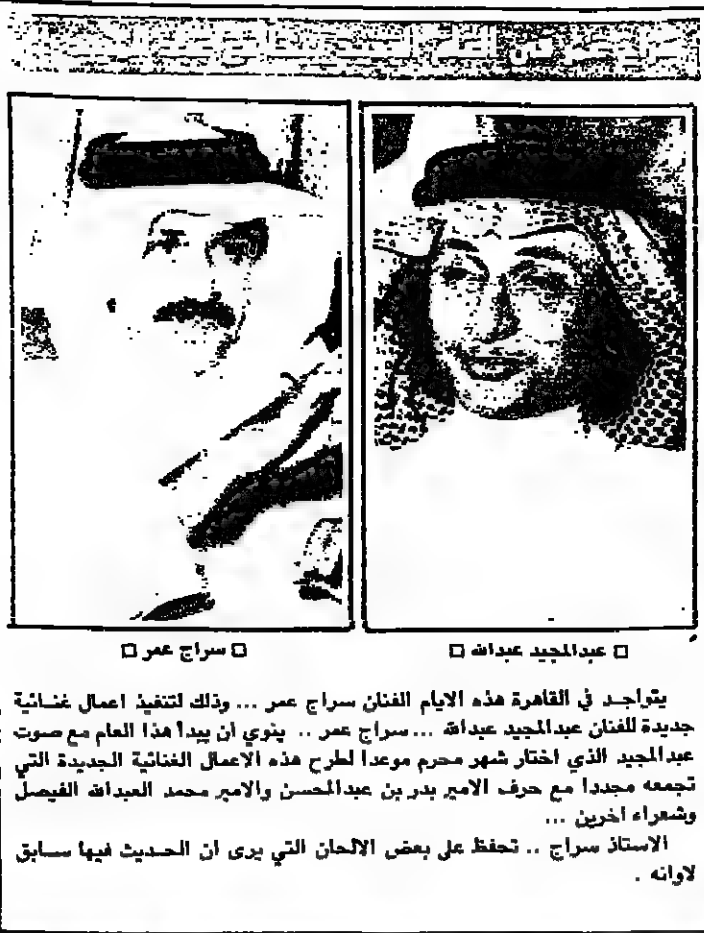 □ عبدالمجيد عبدالله □
□ سراج عمر □
يتواجد في القاهرة هذه الايام الفنان سراج عمر ... وذلك لتنفيذ اعمال غنائية
جديدة للفنان عبدالمجيد عبدالله ... سراج عمر .. ينوي ان يبدأ هذا العام مع صوت
عبدالمجيد الذي اختار شهر محرم موعدا لطرح هذه الاعمال الغنائية الجديدة التي
تجمعه مجددا مع حرف الامير بدر بن عبدالمحسن والامير محمد العبدالله الفيصل
وشعراء اخرين ...
الاستاذ سراج .. تحفظ على بعض الالحان التي يرى ان الحديث فيها سابق
لاوانه .